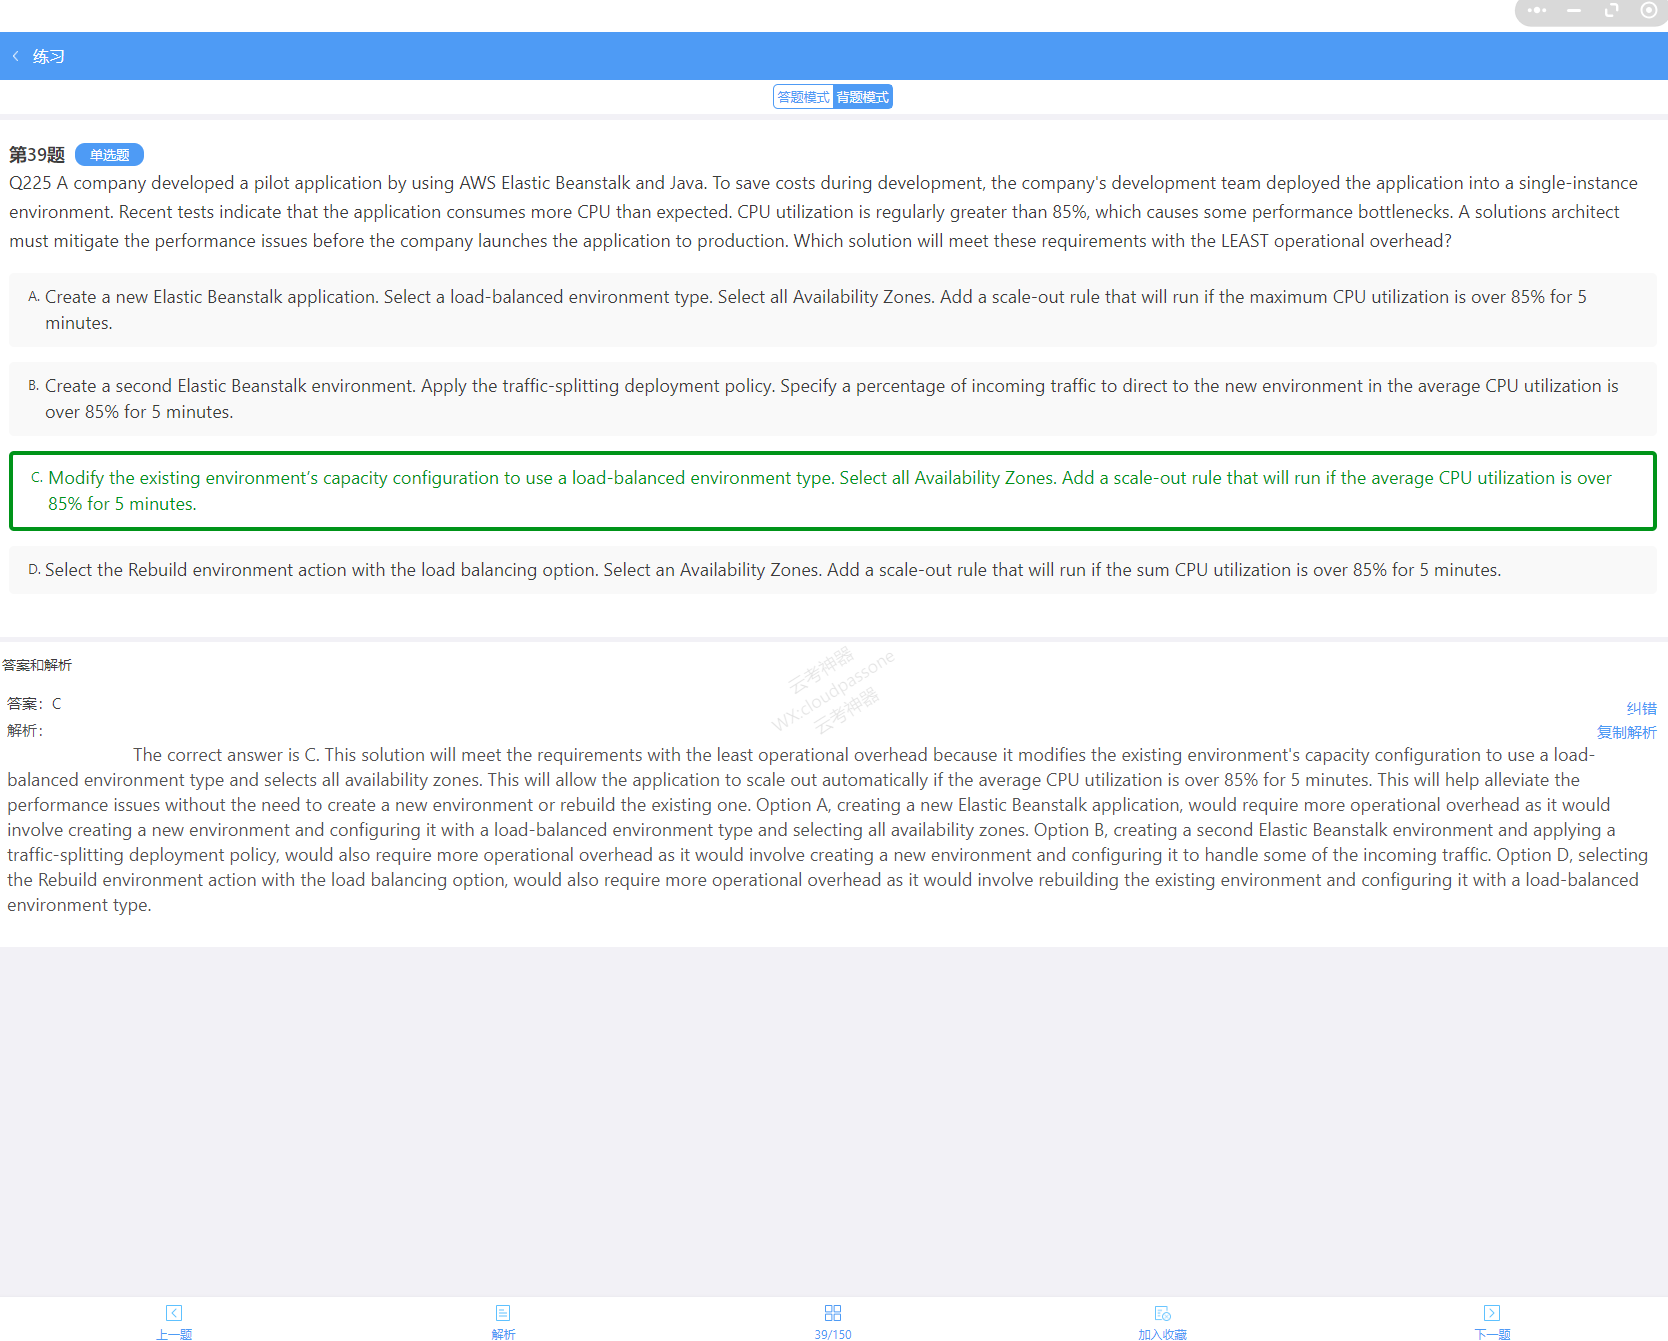 练习
答题模式 背题模式
第39题 单选题
Q225 A company developed a pilot application by using AWS Elastic Beanstalk and Java. To save costs during development, the company's development team deployed the application into a single-instance
environment. Recent tests indicate that the application consumes more CPU than expected. CPU utilization is regularly greater than 85%, which causes some performance bottlenecks. A solutions architect
must mitigate the performance issues before the company launches the application to production. Which solution will meet these requirements with the LEAST operational overhead?
A. Create a new Elastic Beanstalk application. Select a load-balanced environment type. Select all Availability Zones. Add a scale-out rule that will run if the maximum CPU utilization is over 85% for 5
minutes.
B. Create a second Elastic Beanstalk environment. Apply the traffic-splitting deployment policy. Specify a percentage of incoming traffic to direct to the new environment in the average CPU utilization is
over 85% for 5 minutes.
C. Modify the existing environment's capacity configuration to use a load-balanced environment type. Select all Availability Zones. Add a scale-out rule that will run if the average CPU utilization is over
85% for 5 minutes.
D. Select the Rebuild environment action with the load balancing option. Select an Availability Zones. Add a scale-out rule that will run if the sum CPU utilization is over 85% for 5 minutes.
答案和解析
云考神器
WX:cloudpassone
云考神器
答案：C
纠错
解析：
复制解析
The correct answer is C. This solution will meet the requirements with the least operational overhead because it modifies the existing environment's capacity configuration to use a load-
balanced environment type and selects all availability zones. This will allow the application to scale out automatically if the average CPU utilization is over 85% for 5 minutes. This will help alleviate the
performance issues without the need to create a new environment or rebuild the existing one. Option A, creating a new Elastic Beanstalk application, would require more operational overhead as it would
involve creating a new environment and configuring it with a load-balanced environment type and selecting all availability zones. Option B, creating a second Elastic Beanstalk environment and applying a
traffic-splitting deployment policy, would also require more operational overhead as it would involve creating a new environment and configuring it to handle some of the incoming traffic. Option D, selecting
the Rebuild environment action with the load balancing option, would also require more operational overhead as it would involve rebuilding the existing environment and configuring it with a load-balanced
environment type.
上一题 解析 39/150 加入收藏 下一题